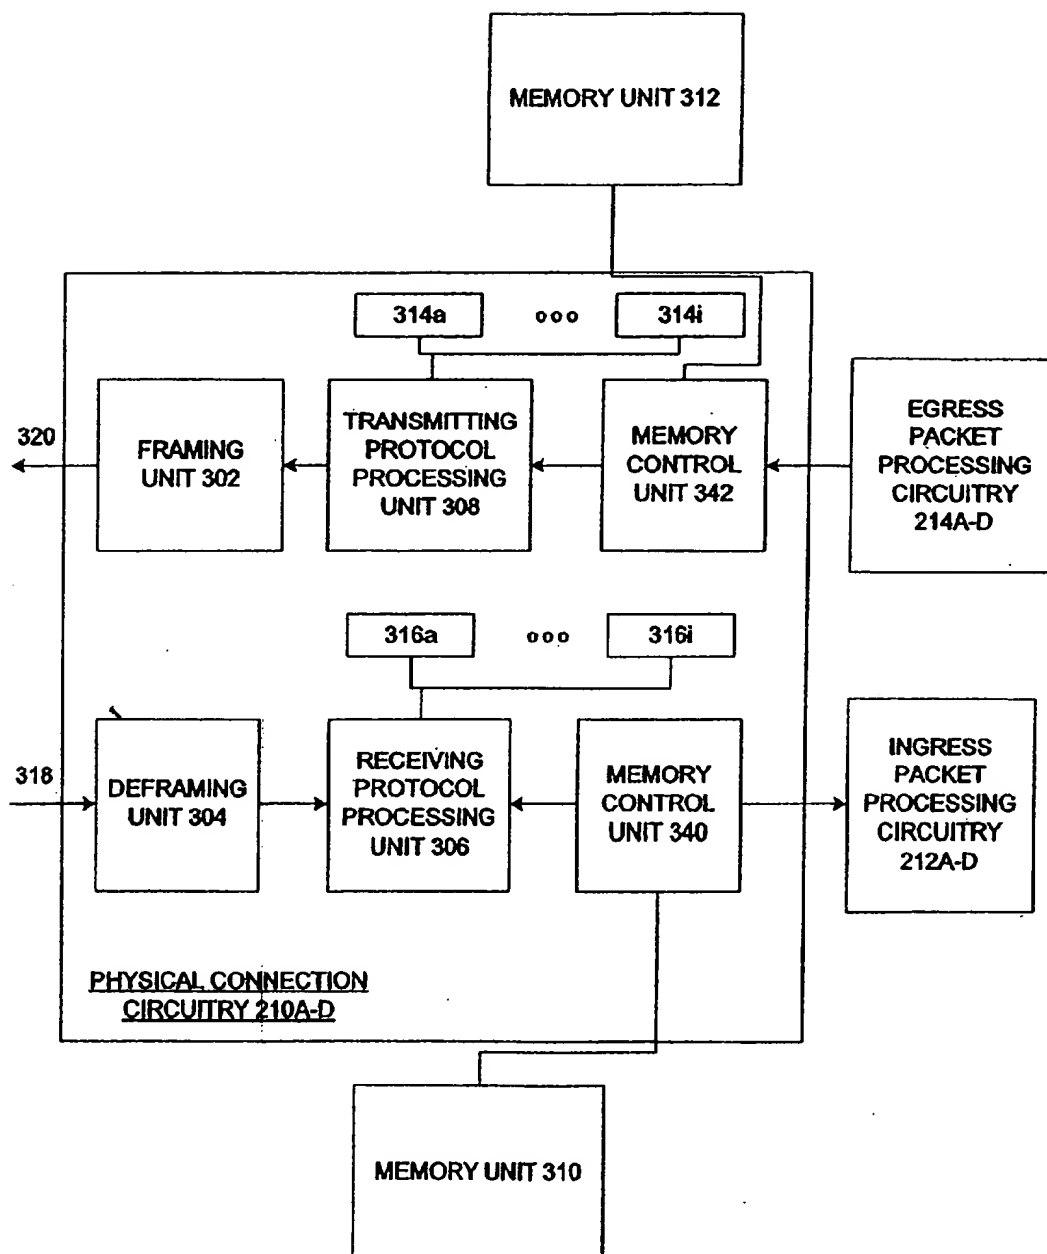 MEMORY UNIT 312
314a
ooo
314i
320
FRAMING
UNIT 302
TRANSMITTING
PROTOCOL
PROCESSING
UNIT 308
MEMORY
CONTROL
UNIT 342
EGRESS
PACKET
PROCESSING
CIRCUITRY
214A-D
316a
ooo
316i
318
DEFRAMING
UNIT 304
RECEIVING
PROTOCOL
PROCESSING
UNIT 306
MEMORY
CONTROL
UNIT 340
INGRESS
PACKET
PROCESSING
CIRCUITRY
212A-D
PHYSICAL CONNECTION
CIRCUITRY 210A-D
MEMORY UNIT 310